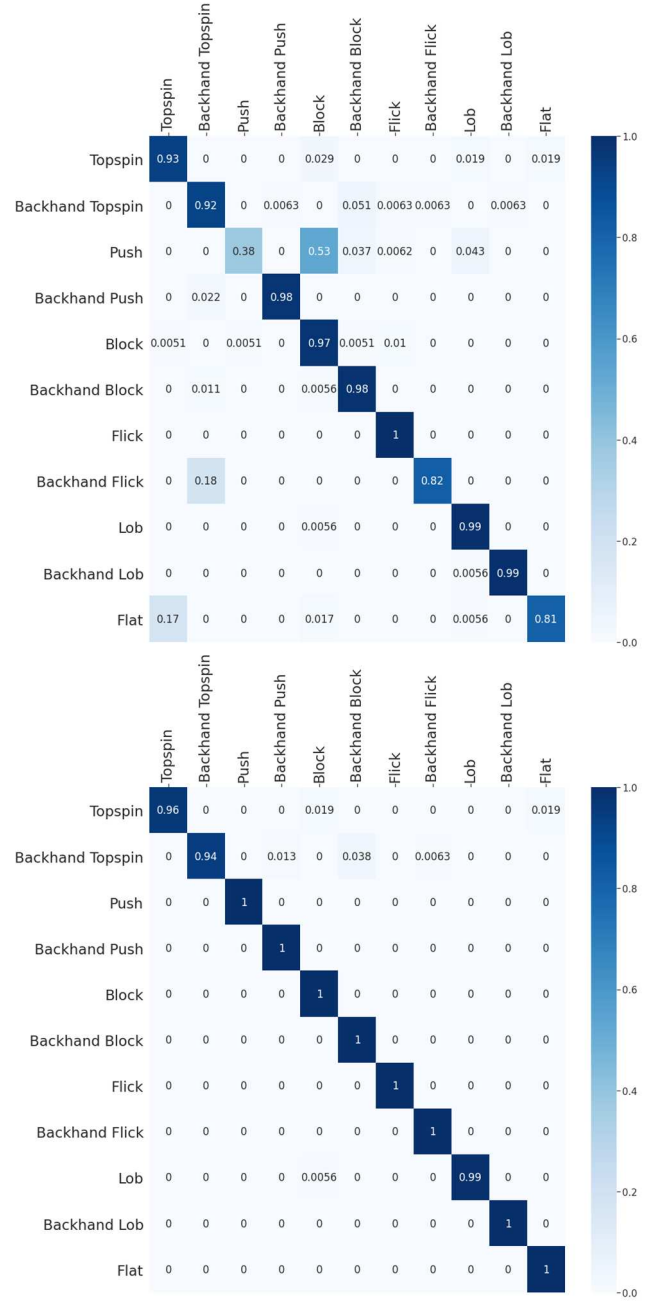 Topspin
Backhand Topspin
Push
Backhand Push
Block
Backhand Block
Flick
Backhand Flick
Lob
Backhand Lob
Flat
Topspin 0.93 0 0 0 0.029 0 0 0 0.019 0 0.019
Backhand Topspin 0 0.92 0 0.0063 0 0.051 0.0063 0.0063 0 0.0063 0
Push 0 0 0.38 0 0.53 0.037 0.0062 0 0.043 0 0
Backhand Push 0 0.022 0 0.98 0 0 0 0 0 0 0
Block 0.0051 0 0.0051 0 0.97 0.0051 0.01 0 0 0 0
Backhand Block 0 0.011 0 0 0.0056 0.98 0 0 0 0 0
Flick 0 0 0 0 0 0 1 0 0 0 0
Backhand Flick 0 0.18 0 0 0 0 0 0.82 0 0 0
Lob 0 0 0 0 0.0056 0 0 0 0.99 0 0
Backhand Lob 0 0 0 0 0 0 0 0 0.0056 0.99 0
Flat 0.17 0 0 0 0.017 0 0 0 0.0056 0 0.81
1.0
0.8
0.6
0.4
0.2
0.0
Topspin
Backhand Topspin
Push
Backhand Push
Block
Backhand Block
Flick
Backhand Flick
Lob
Backhand Lob
Flat
Topspin 0.96 0 0 0 0.019 0 0 0 0 0 0.019
Backhand Topspin 0 0.94 0 0.013 0 0.038 0 0.0063 0 0 0
Push 0 0 1 0 0 0 0 0 0 0 0
Backhand Push 0 0 0 1 0 0 0 0 0 0 0
Block 0 0 0 0 1 0 0 0 0 0 0
Backhand Block 0 0 0 0 0 1 0 0 0 0 0
Flick 0 0 0 0 0 0 1 0 0 0 0
Backhand Flick 0 0 0 0 0 0 0 1 0 0 0
Lob 0 0 0 0 0.0056 0 0 0 0.99 0 0
Backhand Lob 0 0 0 0 0 0 0 0 0 1 0
Flat 0 0 0 0 0 0 0 0 0 0 1
1.0
0.8
0.6
0.4
0.2
0.0